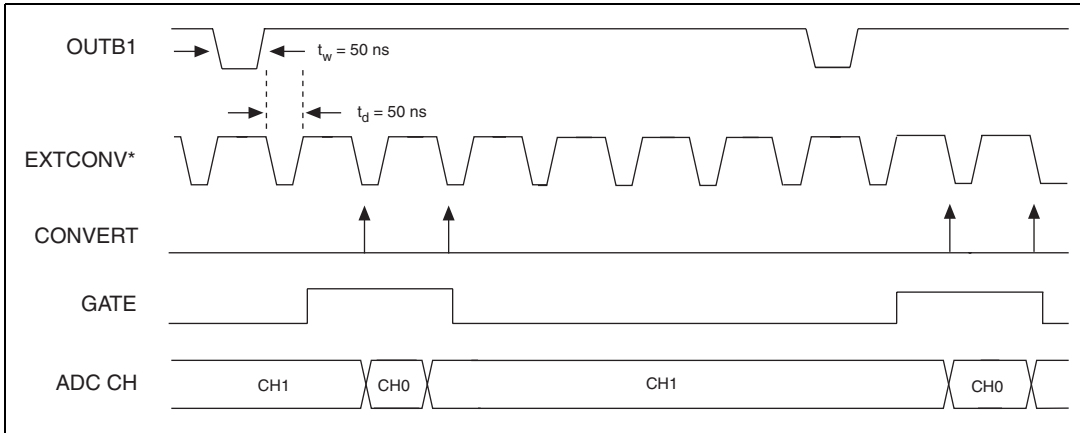 OUTB1
t_w = 50 ns
t_d = 50 ns
EXTCONV*
CONVERT
GATE
ADC CH
CH1
CH0
CH1
CH0